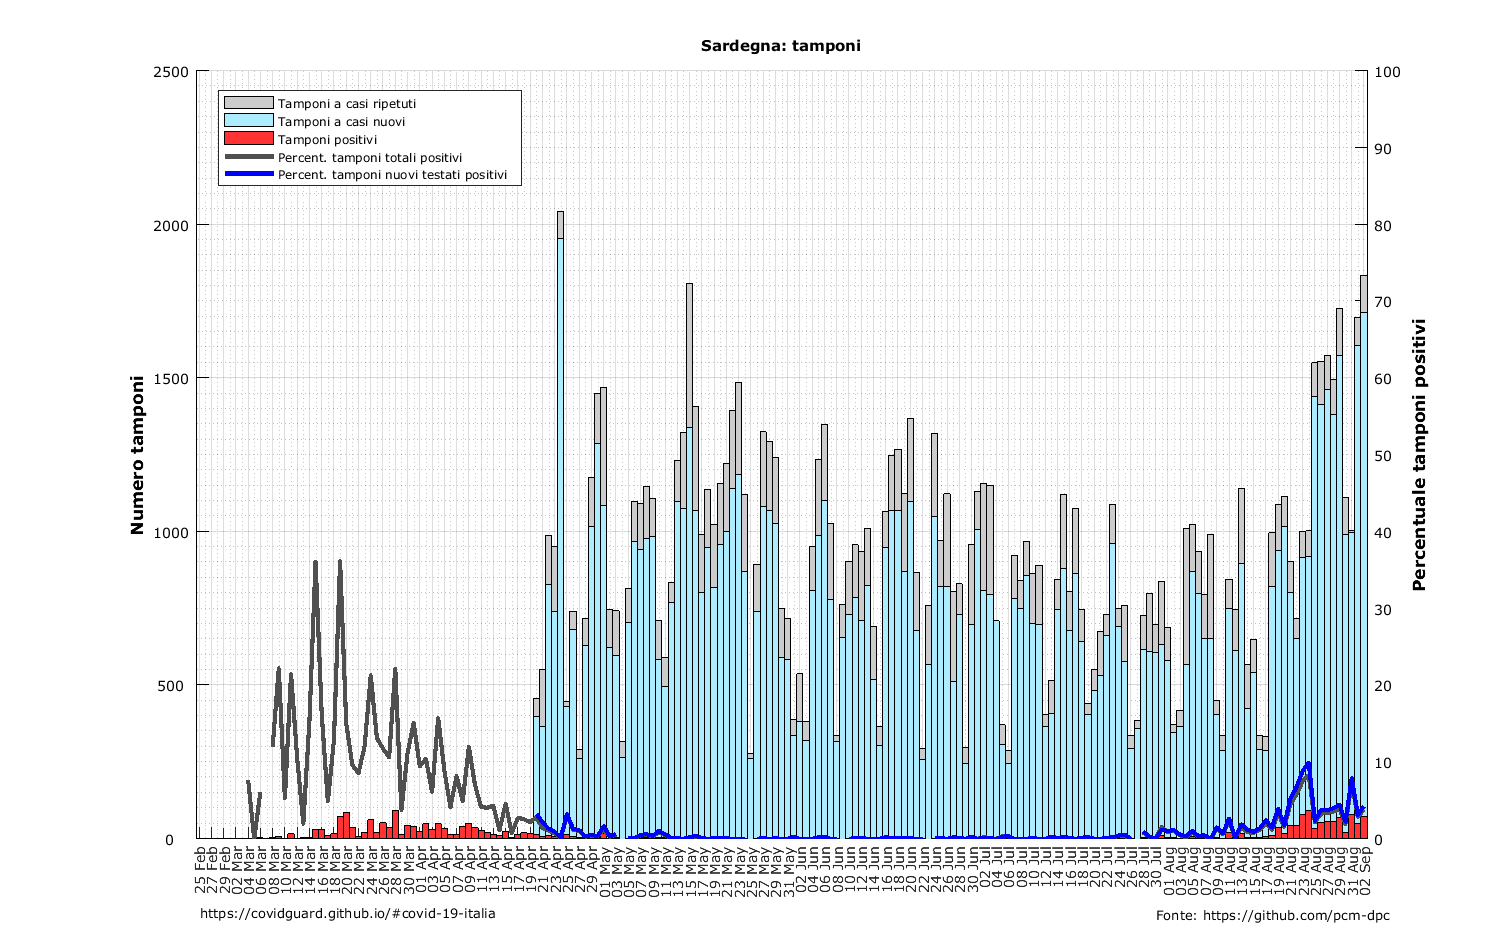 Sardegna: tamponi
2500
2000
1500
1000
500
0
Numero tamponi
Tamponi a casi ripetuti
Tamponi a casi nuovi
Tamponi positivi
Percent. tamponi totali positivi
Percent. tamponi nuovi testati positivi
100
90
80
70
60
50
40
30
20
10
0
Percentuale tamponi positivi
25 Feb
27 Feb
29 Feb
02 Mar
04 Mar
06 Mar
08 Mar
10 Mar
12 Mar
14 Mar
16 Mar
18 Mar
20 Mar
22 Mar
24 Mar
26 Mar
28 Mar
30 Mar
01 Apr
03 Apr
05 Apr
07 Apr
09 Apr
11 Apr
13 Apr
15 Apr
17 Apr
19 Apr
21 Apr
23 Apr
25 Apr
27 Apr
29 Apr
01 May
03 May
05 May
07 May
09 May
11 May
13 May
15 May
17 May
19 May
21 May
23 May
25 May
27 May
29 May
31 May
02 Jun
04 Jun
06 Jun
08 Jun
10 Jun
12 Jun
14 Jun
16 Jun
18 Jun
20 Jun
22 Jun
24 Jun
26 Jun
28 Jun
30 Jun
02 Jul
04 Jul
06 Jul
08 Jul
10 Jul
12 Jul
14 Jul
16 Jul
18 Jul
20 Jul
22 Jul
24 Jul
26 Jul
28 Jul
30 Jul
01 Aug
03 Aug
05 Aug
07 Aug
09 Aug
11 Aug
13 Aug
15 Aug
17 Aug
19 Aug
21 Aug
23 Aug
25 Aug
27 Aug
29 Aug
31 Aug
02 Sep
https://covidguard.github.io/#covid-19-italia
Fonte: https://github.com/pcm-dpc